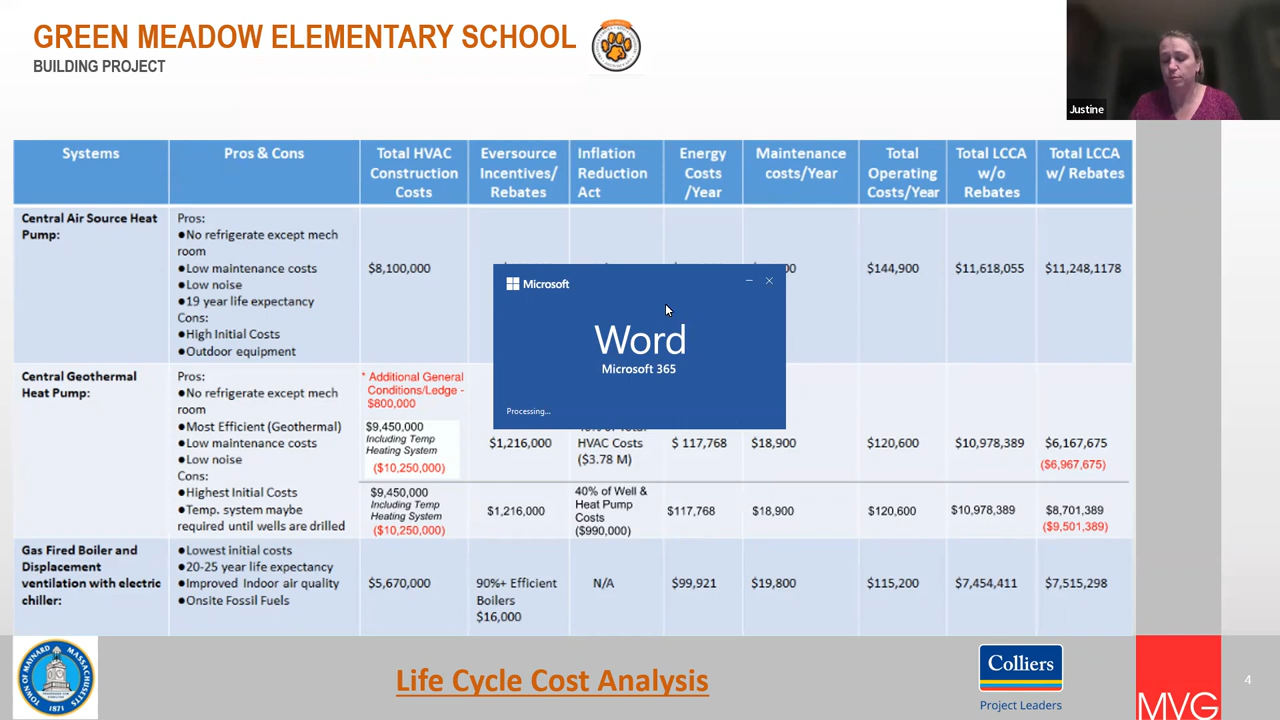 GREEN MEADOW ELEMENTARY SCHOOL
BUILDING PROJECT
Justine
Systems
Pros & Cons
Total HVAC
Construction
Costs
Eversource
Incentives/
Rebates
Inflation
Reduction
Act
Energy
Costs
/Year
Maintenance
costs/Year
Total
Operating
Costs/Year
Total LCCA
w/o
Rebates
Total LCCA
w/ Rebates
Central Air Source Heat
Pump:
Pros:
●No refrigerate except mech
room
●Low maintenance costs
●Low noise
●19 year life expectancy
Cons:
●High Initial Costs
●Outdoor equipment
$8,100,000
$144,900
$11,618,055
$11,248,1178
Microsoft
Word
Microsoft 365
Processing...
Central Geothermal
Heat Pump:
Pros:
●No refrigerate except mech
room
●Most Efficient (Geothermal)
●Low maintenance costs
●Low noise
Cons:
●Highest Initial Costs
●Temp. system maybe
required until wells are drilled
* Additional General
Conditions/Ledge -
$800,000
$9,450,000
Including Temp
Heating System
($10,250,000)
$1,216,000
HVAC Costs
($3.78 M)
$ 117,768
$18,900
$120,600
$10,978,389
$6,167,675
($6,967,675)
$9,450,000
Including Temp
Heating System
($10,250,000)
$1,216,000
40% of Well &
Heat Pump
Costs
($990,000)
$117,768
$18,900
$120,600
$10,978,389
$8,701,389
($9,501,389)
Gas Fired Boiler and
Displacement
ventilation with electric
chiller:
●Lowest initial costs
●20-25 year life expectancy
●Improved Indoor air quality
●Onsite Fossil Fuels
$5,670,000
90%+ Efficient
Boilers
$16,000
N/A
$99,921
$19,800
$115,200
$7,454,411
$7,515,298
TOWN OF MAYNARD MASSACHUSETTS
1871
Life Cycle Cost Analysis
Colliers
Project Leaders
MVG
4